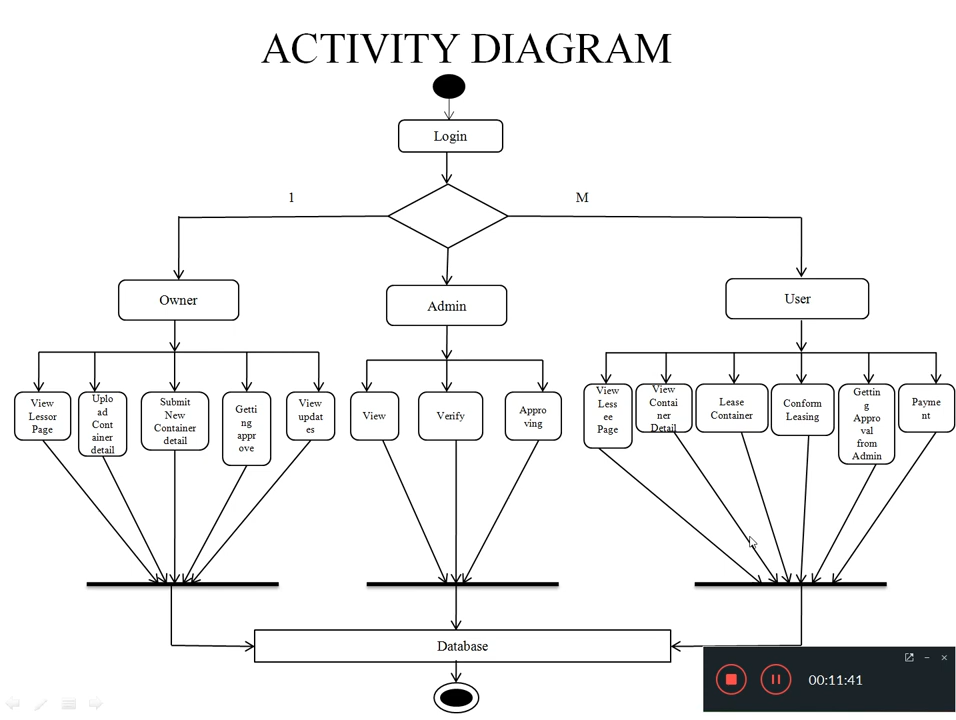 ACTIVITY DIAGRAM
Login
1
M
Owner
Admin
User
View
Lessor
Page
Uplo
ad
Cont
ainer
detail
Submit
New
Container
detail
Getti
ng
appr
ove
View
updat
es
View
Verify
Appro
ving
View
Less
ee
Page
View
Contai
ner
Detail
Lease
Container
Conform
Leasing
Gettin
g
Appro
val
from
Admin
Payme
nt
Database
00:11:41